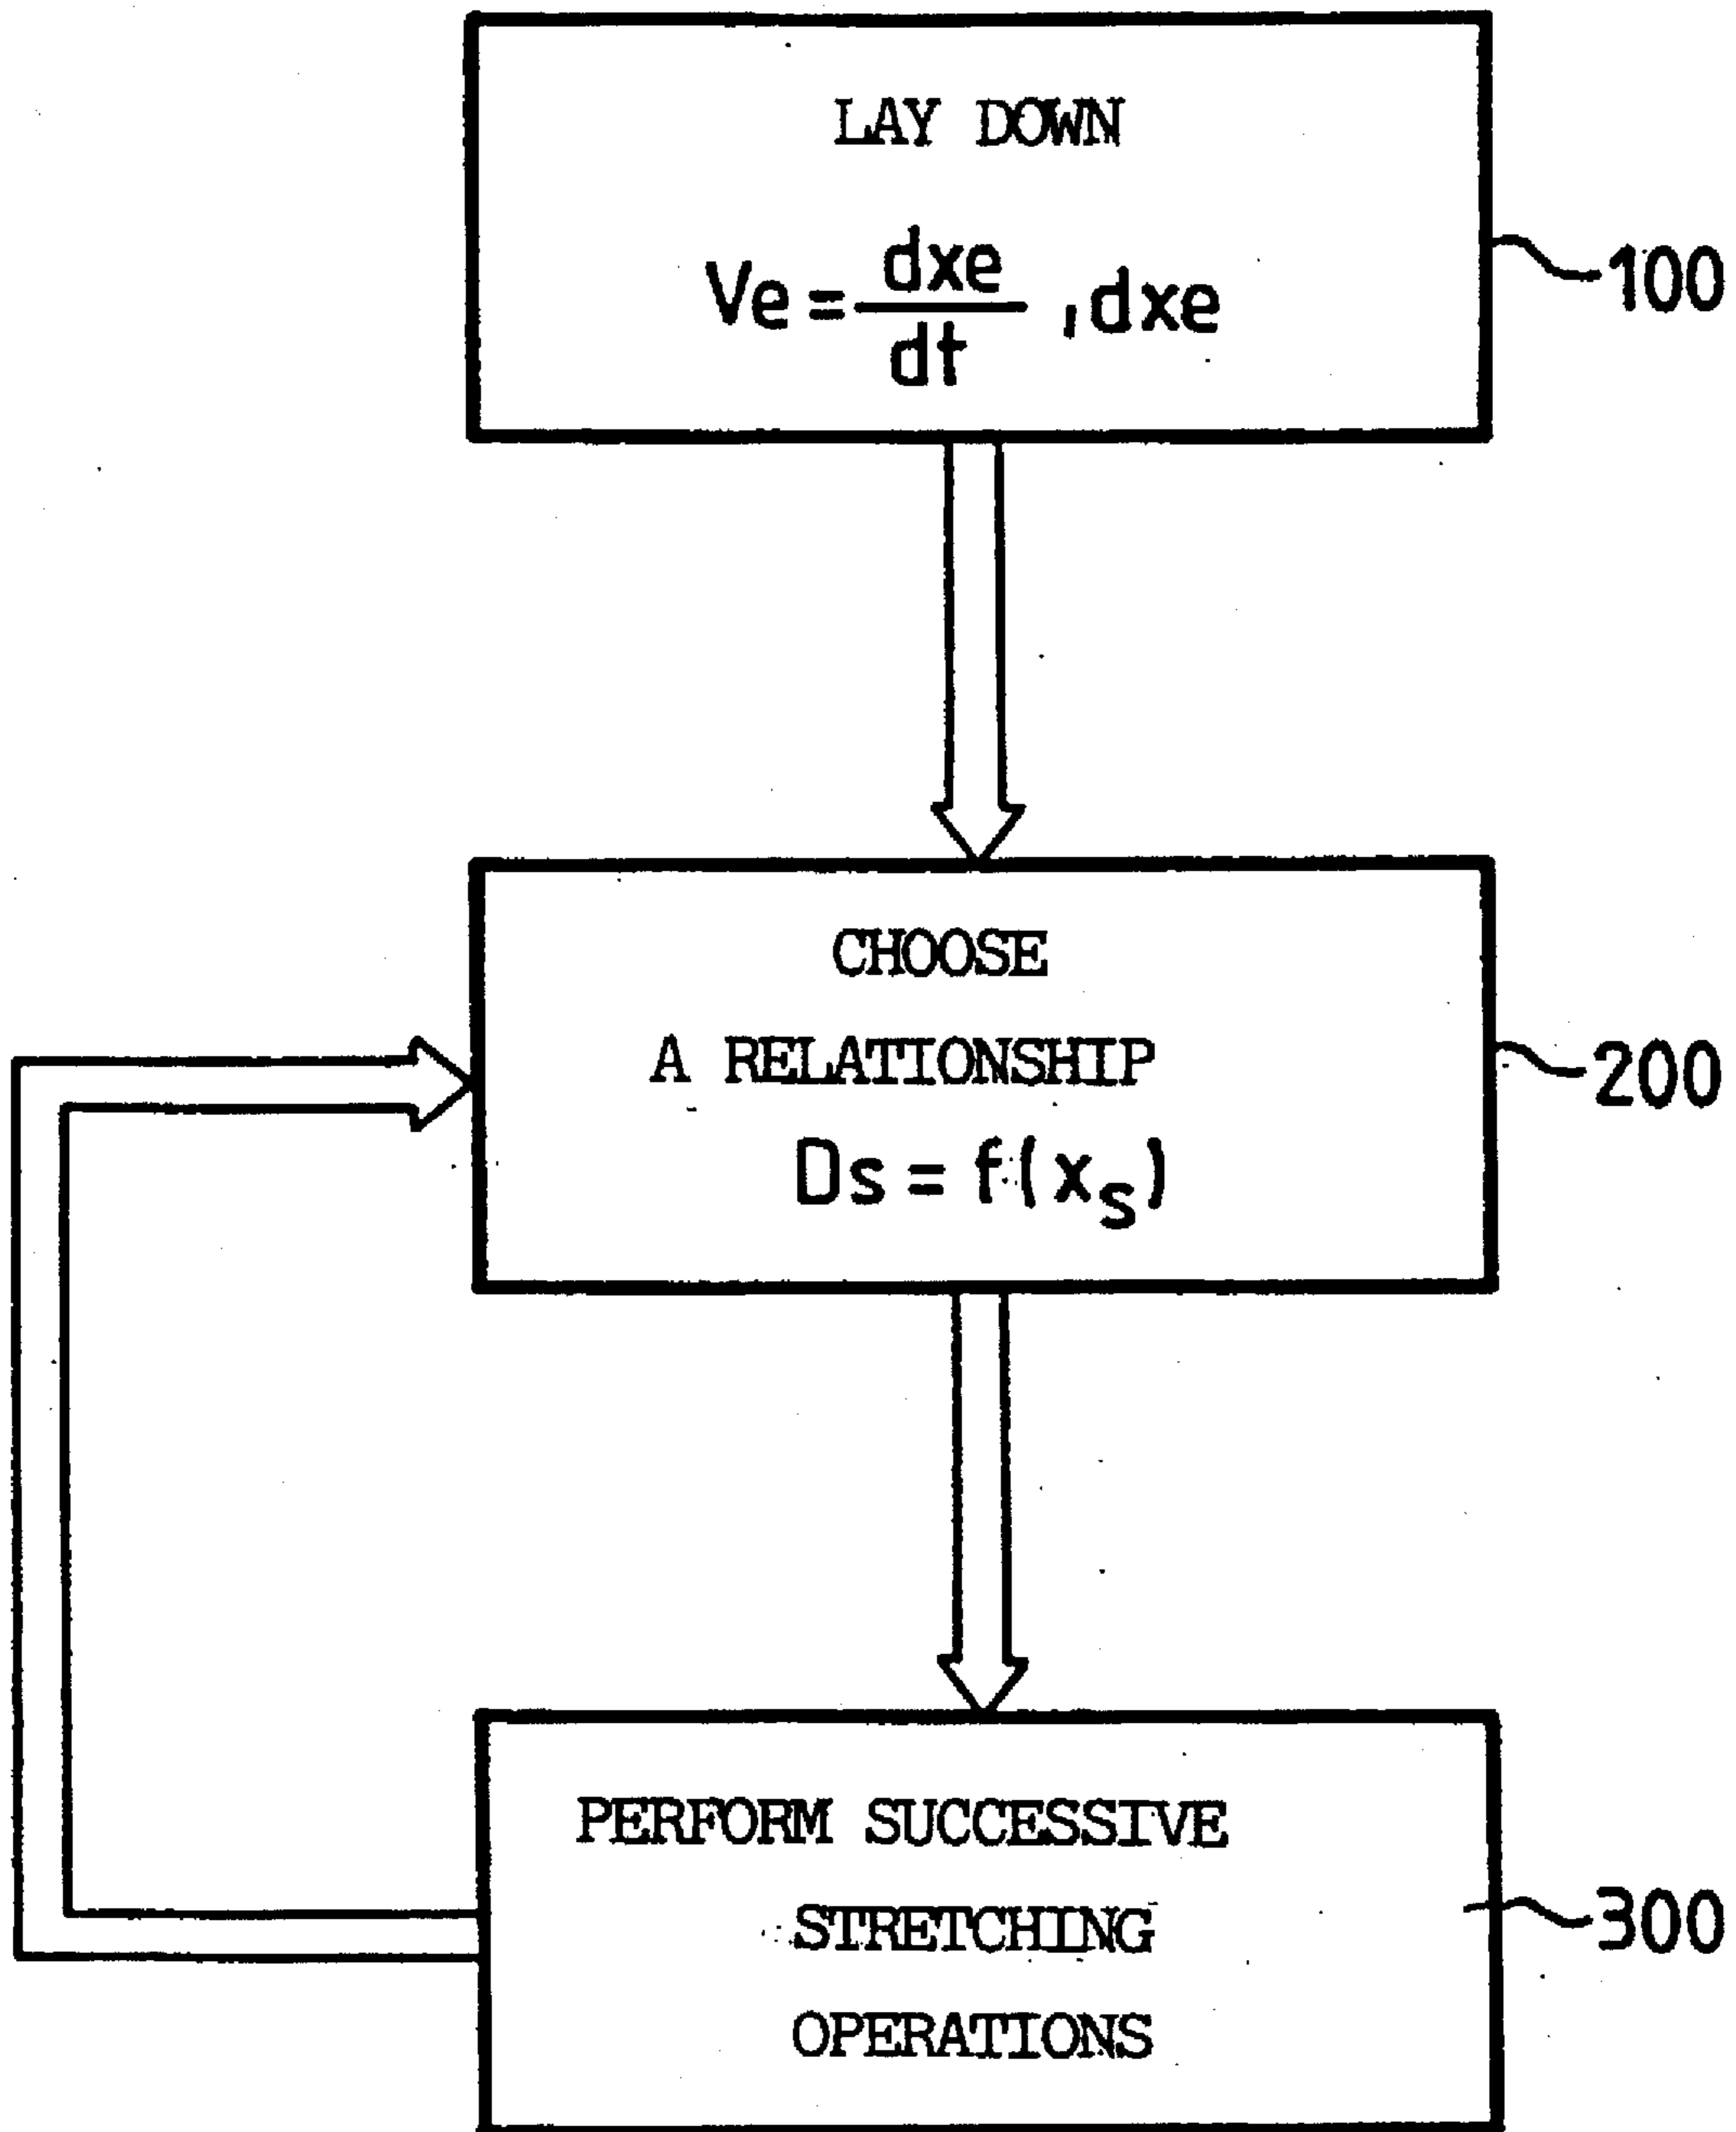 LAY DOWN
Ve = dxe/dt , dxe
100
CHOOSE
A RELATIONSHIP
Ds = f(xs)
200
PERFORM SUCCESSIVE
STRETCHING
OPERATIONS
300